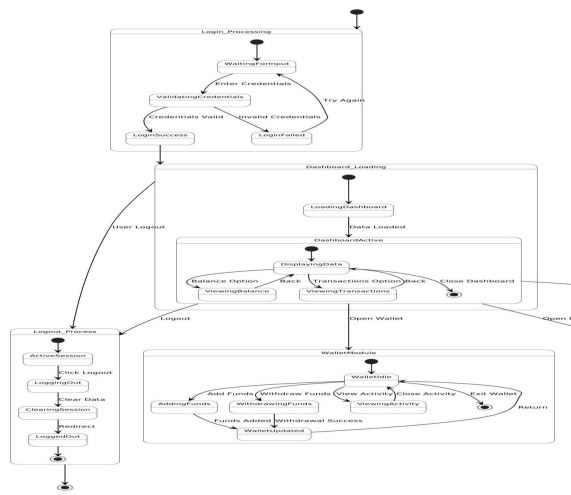 Login_Processing
WaitingForInput
Enter Credentials
ValidatingCredentials
Try Again
Credentials Valid
Invalid Credentials
LoginSuccess
LoginFailed
Dashboard_Loading
LoadingDashboard
User Logout
Data Loaded
DashboardActive
DisplayingData
Balance Option
Back
Transactions Option
Back
Close Dashboard
ViewingBalance
ViewingTransactions
Logout
Open Wallet
Open
Logout_Process
ActiveSession
Click Logout
LoggingOut
Clear Data
ClearingSession
Redirect
LoggedOut
WalletModule
WalletIdle
Add Funds
Withdraw Funds
View Activity
Close Activity
Exit Wallet
AddingFunds
WithdrawingFunds
ViewingActivity
Return
Funds Added
Withdrawal Success
WalletUpdated